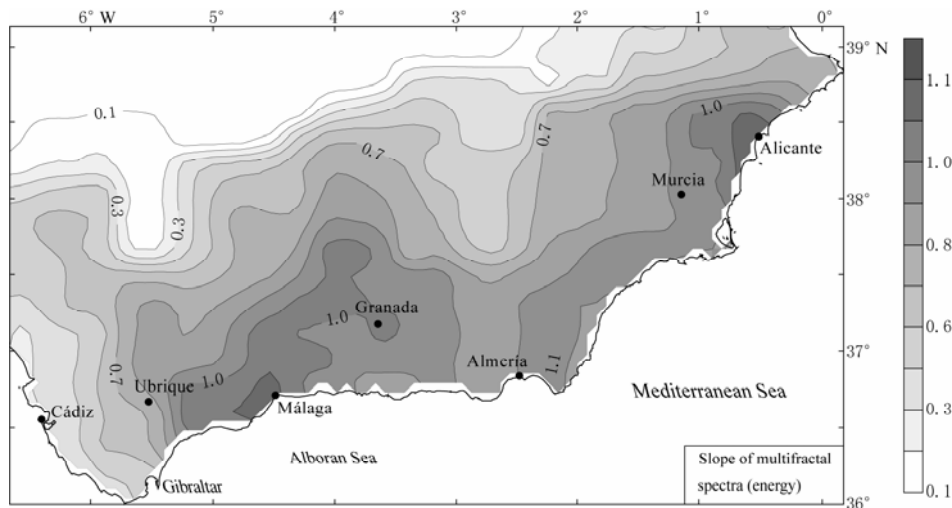 6° W 5° 4° 3° 2° 1° 0°
39° N
1.1
0.1
1.0
0.7
0.7
Alicante
1.0
Murcia
38°
0.3
0.3
0.8
Granada
1.0
0.6
37°
Almería
1.1
0.7
Ubrique
1.0
Mediterranean Sea
Málaga
0.3
Cádiz
Alboran Sea
Slope of multifractal
spectra (energy)
Gibraltar
0.1
36°